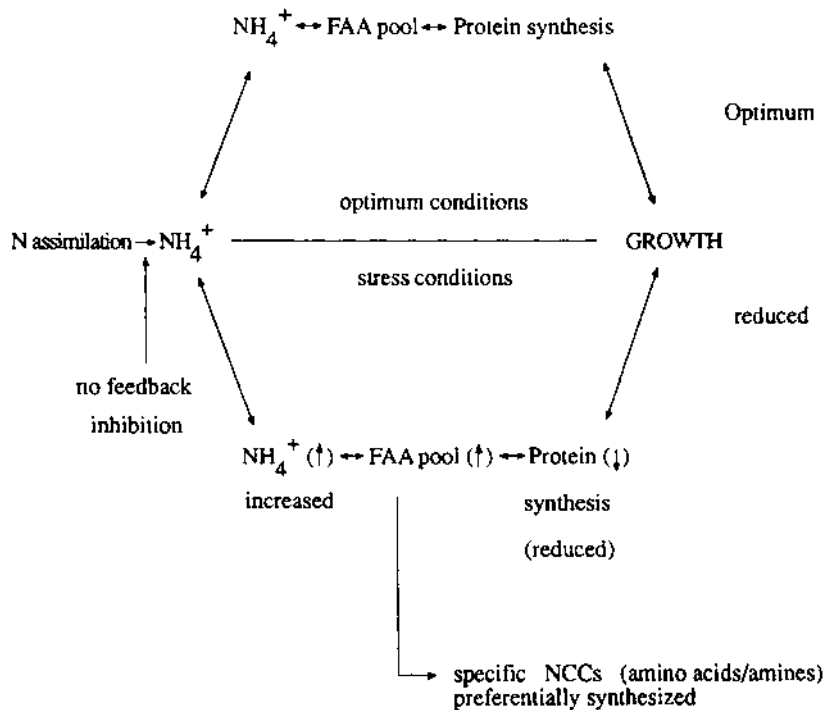 NH4+ ↔ FAA pool ↔ Protein synthesis
Optimum
optimum conditions
N assimilation → NH4+ GROWTH
stress conditions
reduced
no feedback
inhibition
NH4+ (↑) ↔ FAA pool (↑) ↔ Protein (↓)
increased synthesis
(reduced)
specific NCCs (amino acids/amines)
preferentially synthesized